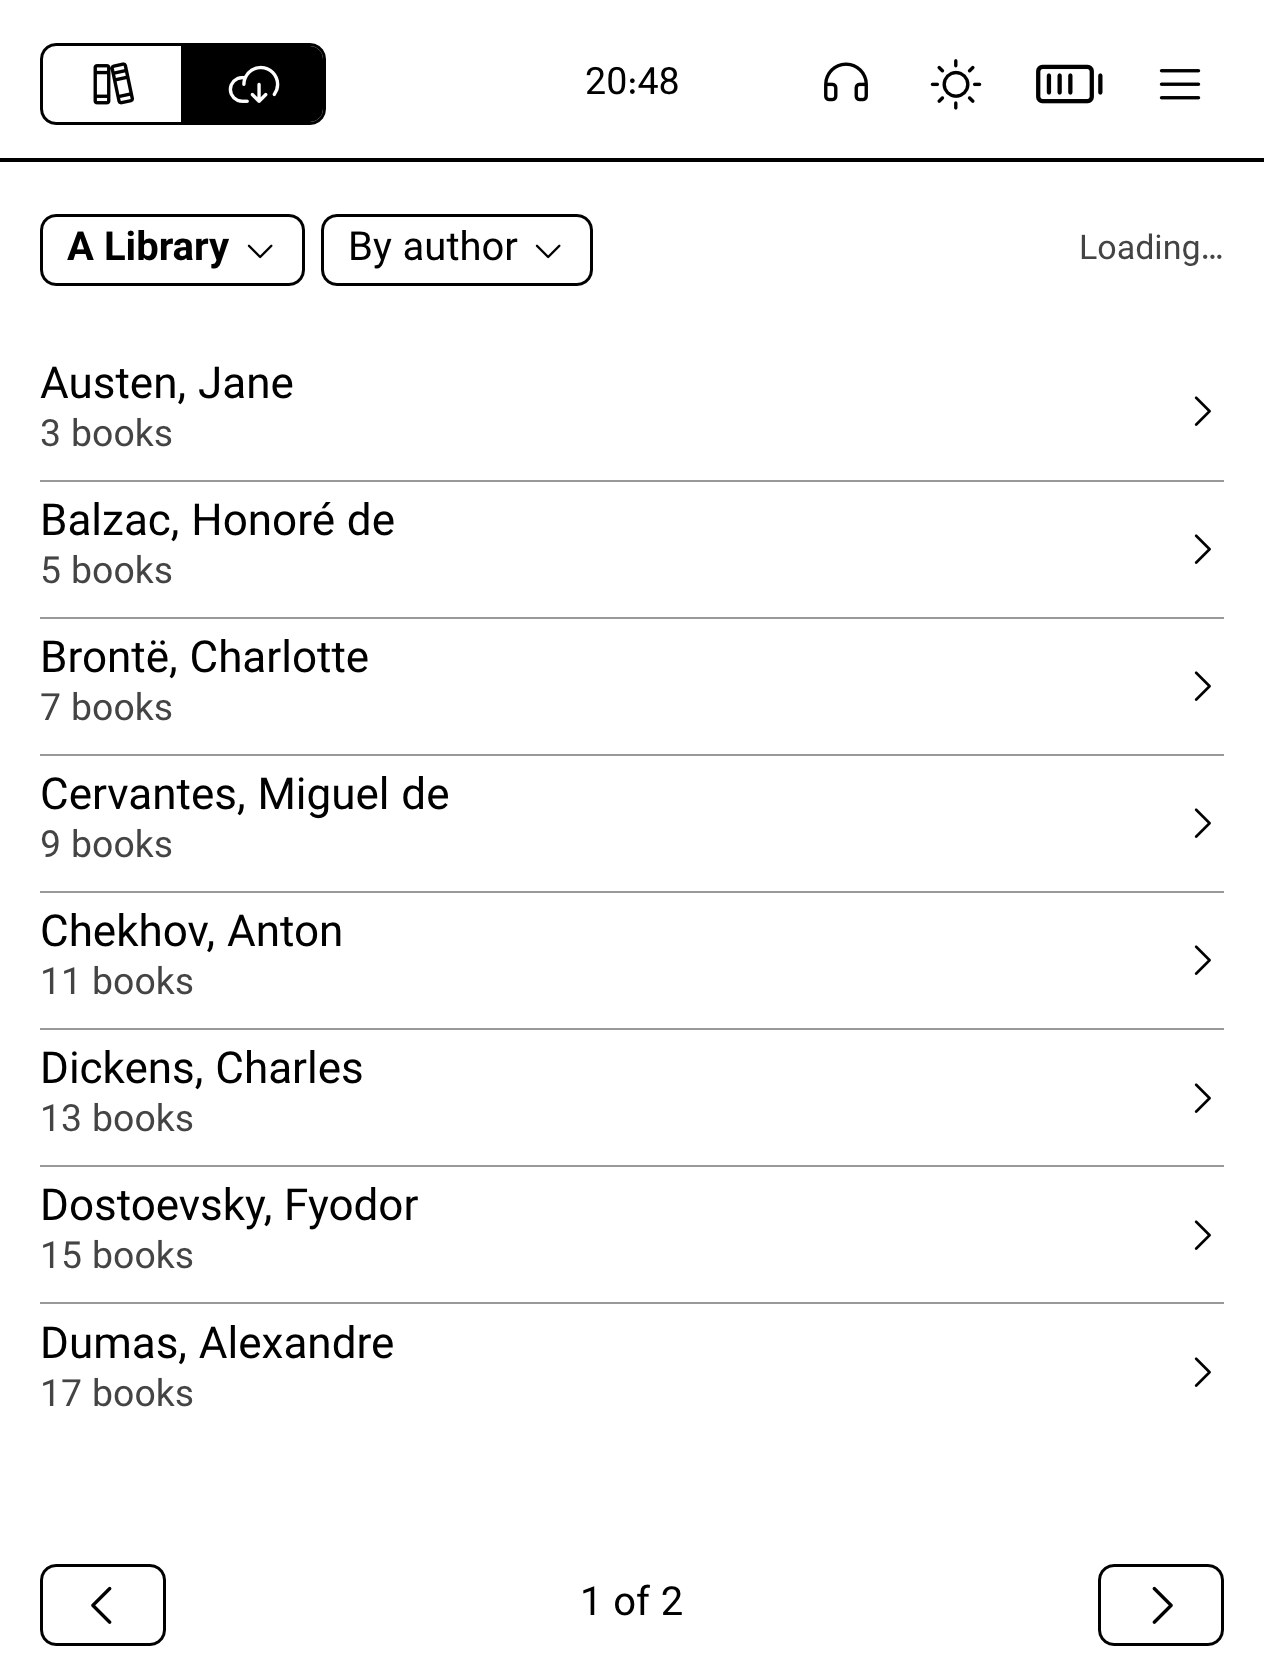 20:48
A Library
By author
Loading...
Austen, Jane
3 books
Balzac, Honoré de
5 books
Brontë, Charlotte
7 books
Cervantes, Miguel de
9 books
Chekhov, Anton
11 books
Dickens, Charles
13 books
Dostoevsky, Fyodor
15 books
Dumas, Alexandre
17 books
1 of 2